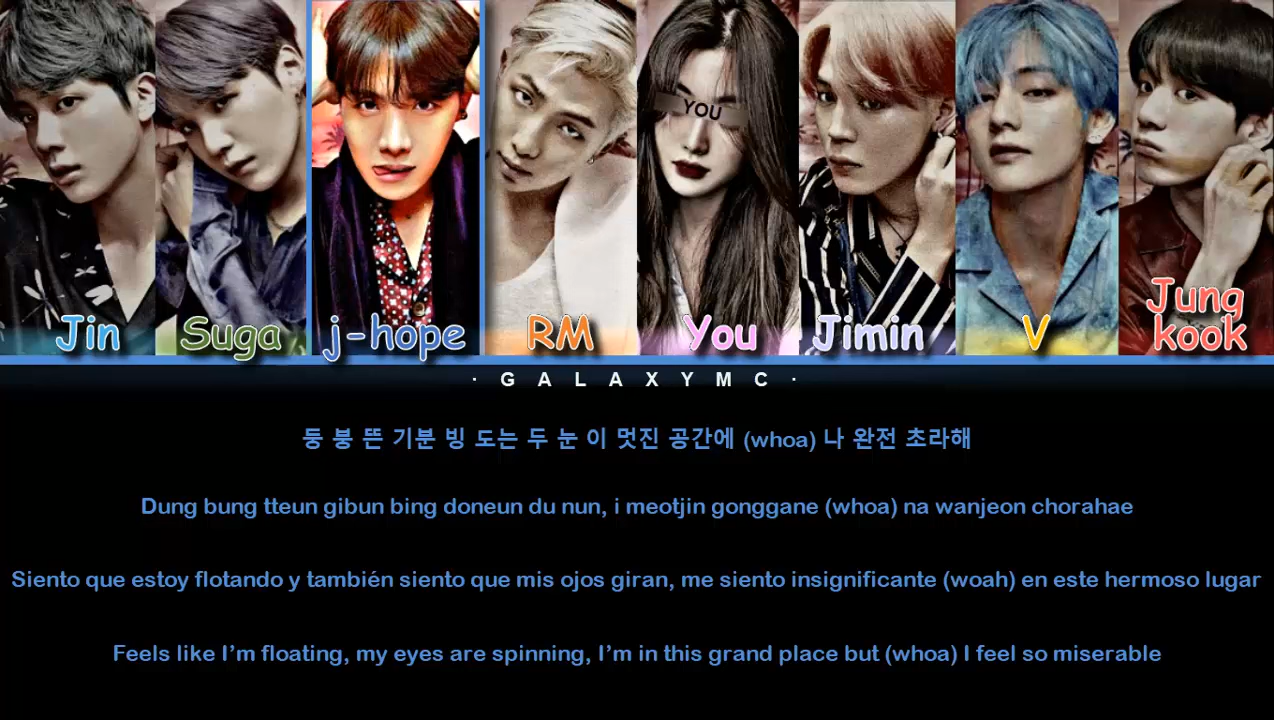 YOU
Jin Suga j-hope RM You Jimin V Jung kook
· GALAXYMC ·
둥 붕 뜬 기분 빙 도는 두 눈 이 멋진 공간에 (whoa) 나 완전 초라해
Dung bung tteun gibun bing doneun du nun, i meotjin gonggane (whoa) na wanjeon chorahae
Siento que estoy flotando y también siento que mis ojos giran, me siento insignificante (woah) en este hermoso lugar
Feels like I’m floating, my eyes are spinning, I’m in this grand place but (whoa) I feel so miserable